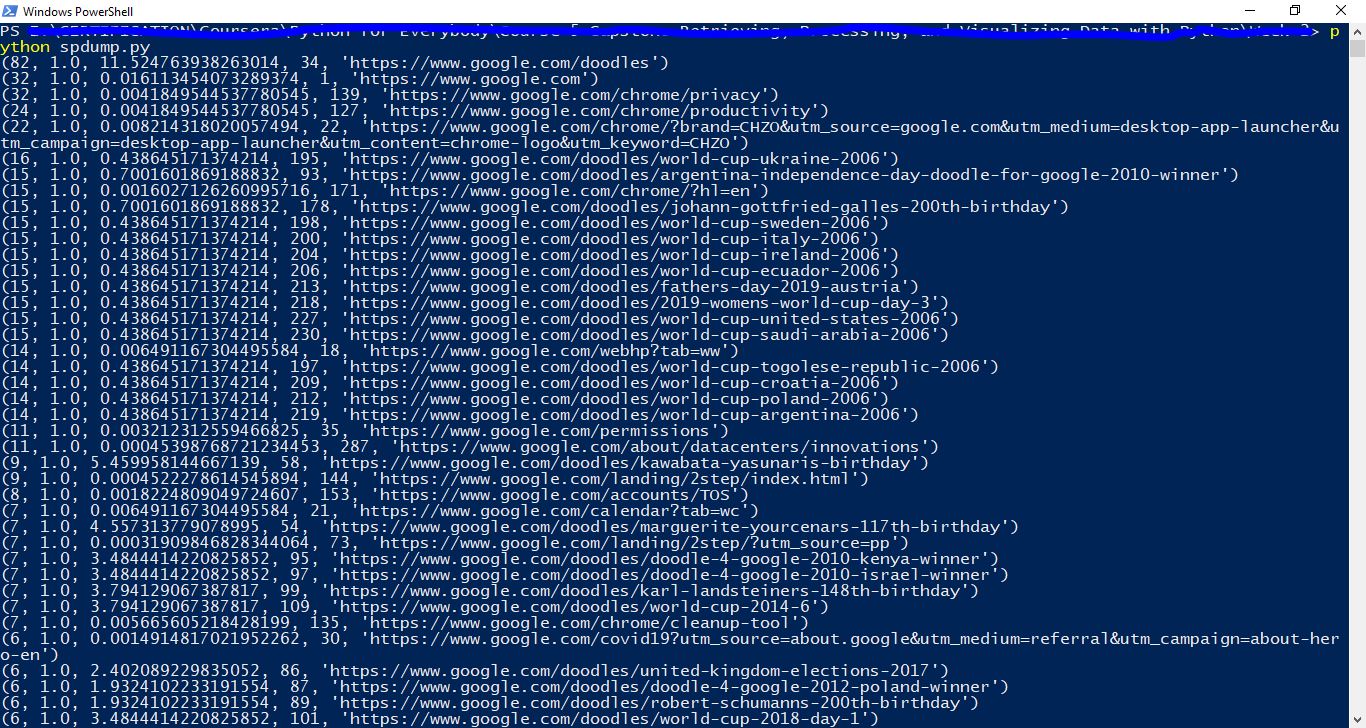 Windows PowerShell
PS E:\CERTIFICATION\Coursera\Python for Everybody\Course 5 Capstone Retrieving, Processing, and Visualizing Data with Python\Week 2> p
ython spdump.py
(82, 1.0, 11.524763938263014, 34, 'https://www.google.com/doodles')
(32, 1.0, 0.016113454073289374, 1, 'https://www.google.com')
(32, 1.0, 0.0041849544537780545, 139, 'https://www.google.com/chrome/privacy')
(24, 1.0, 0.0041849544537780545, 127, 'https://www.google.com/chrome/productivity')
(22, 1.0, 0.008214318020057494, 22, 'https://www.google.com/chrome/?brand=CHZO&utm_source=google.com&utm_medium=desktop-app-launcher&u
tm_campaign=desktop-app-launcher&utm_content=chrome-logo&utm_keyword=CHZO')
(16, 1.0, 0.438645171374214, 195, 'https://www.google.com/doodles/world-cup-ukraine-2006')
(15, 1.0, 0.7001601869188832, 93, 'https://www.google.com/doodles/argentina-independence-day-doodle-for-google-2010-winner')
(15, 1.0, 0.0016027126260995716, 171, 'https://www.google.com/chrome/?hl=en')
(15, 1.0, 0.7001601869188832, 178, 'https://www.google.com/doodles/johann-gottfried-galles-200th-birthday')
(15, 1.0, 0.438645171374214, 198, 'https://www.google.com/doodles/world-cup-sweden-2006')
(15, 1.0, 0.438645171374214, 200, 'https://www.google.com/doodles/world-cup-italy-2006')
(15, 1.0, 0.438645171374214, 204, 'https://www.google.com/doodles/world-cup-ireland-2006')
(15, 1.0, 0.438645171374214, 206, 'https://www.google.com/doodles/world-cup-ecuador-2006')
(15, 1.0, 0.438645171374214, 213, 'https://www.google.com/doodles/fathers-day-2019-austria')
(15, 1.0, 0.438645171374214, 218, 'https://www.google.com/doodles/2019-womens-world-cup-day-3')
(15, 1.0, 0.438645171374214, 227, 'https://www.google.com/doodles/world-cup-united-states-2006')
(15, 1.0, 0.438645171374214, 230, 'https://www.google.com/doodles/world-cup-saudi-arabia-2006')
(14, 1.0, 0.006491167304495584, 18, 'https://www.google.com/webhp?tab=ww')
(14, 1.0, 0.438645171374214, 197, 'https://www.google.com/doodles/world-cup-togolese-republic-2006')
(14, 1.0, 0.438645171374214, 209, 'https://www.google.com/doodles/world-cup-croatia-2006')
(14, 1.0, 0.438645171374214, 212, 'https://www.google.com/doodles/world-cup-poland-2006')
(14, 1.0, 0.438645171374214, 219, 'https://www.google.com/doodles/world-cup-argentina-2006')
(11, 1.0, 0.003212312559466825, 35, 'https://www.google.com/permissions')
(11, 1.0, 0.00045398768721234453, 287, 'https://www.google.com/about/datacenters/innovations')
(9, 1.0, 5.459958144667139, 58, 'https://www.google.com/doodles/kawabata-yasunaris-birthday')
(9, 1.0, 0.0004522278614545894, 144, 'https://www.google.com/landing/2step/index.html')
(8, 1.0, 0.0018224809049724607, 153, 'https://www.google.com/accounts/TOS')
(7, 1.0, 0.006491167304495584, 21, 'https://www.google.com/calendar?tab=wc')
(7, 1.0, 4.557313779078995, 54, 'https://www.google.com/doodles/marguerite-yourcenars-117th-birthday')
(7, 1.0, 0.00031909846828344064, 73, 'https://www.google.com/landing/2step/?utm_source=pp')
(7, 1.0, 3.4844414220825852, 95, 'https://www.google.com/doodles/doodle-4-google-2010-kenya-winner')
(7, 1.0, 3.4844414220825852, 97, 'https://www.google.com/doodles/doodle-4-google-2010-israel-winner')
(7, 1.0, 3.794129067387817, 99, 'https://www.google.com/doodles/karl-landsteiners-148th-birthday')
(7, 1.0, 3.794129067387817, 109, 'https://www.google.com/doodles/world-cup-2014-6')
(7, 1.0, 0.005665605218428199, 135, 'https://www.google.com/chrome/cleanup-tool')
(6, 1.0, 0.0014914817021952262, 30, 'https://www.google.com/covid19?utm_source=about.google&utm_medium=referral&utm_campaign=about-her
o-en')
(6, 1.0, 2.402089229835052, 86, 'https://www.google.com/doodles/united-kingdom-elections-2017')
(6, 1.0, 1.9324102233191554, 87, 'https://www.google.com/doodles/doodle-4-google-2012-poland-winner')
(6, 1.0, 1.9324102233191554, 89, 'https://www.google.com/doodles/robert-schumanns-200th-birthday')
(6, 1.0, 3.4844414220825852, 101, 'https://www.google.com/doodles/world-cup-2018-day-1')